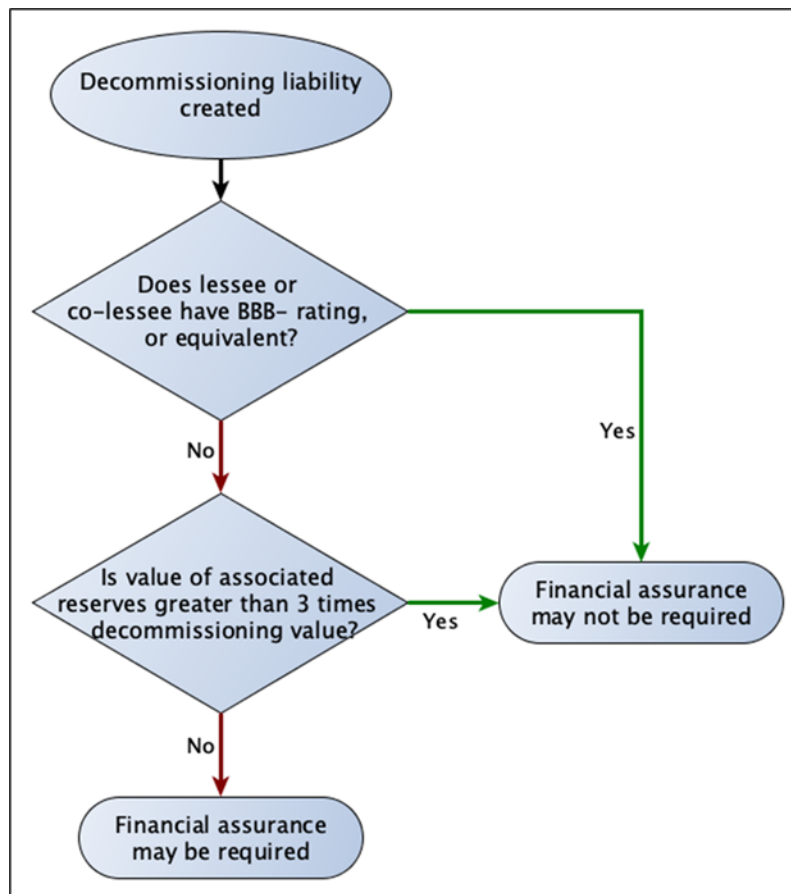 Decommissioning liability
created
Does lessee or
co-lessee have BBB- rating,
or equivalent?
Yes
No
Is value of associated
reserves greater than 3 times
decommissioning value?
Yes
Financial assurance
may not be required
No
Financial assurance
may be required